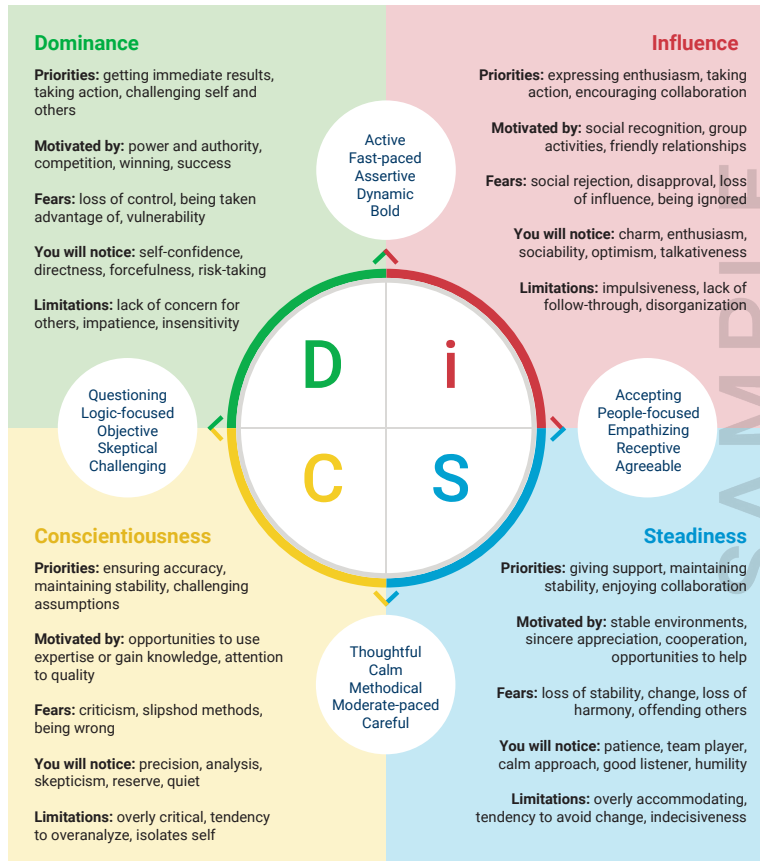 Dominance
Priorities: getting immediate results,
taking action, challenging self and
others
Motivated by: power and authority,
competition, winning, success
Fears: loss of control, being taken
advantage of, vulnerability
You will notice: self-confidence,
directness, forcefulness, risk-taking
Limitations: lack of concern for
others, impatience, insensitivity
Active
Fast-paced
Assertive
Dynamic
Bold
Influence
Priorities: expressing enthusiasm, taking
action, encouraging collaboration
Motivated by: social recognition, group
activities, friendly relationships
Fears: social rejection, disapproval, loss
of influence, being ignored
You will notice: charm, enthusiasm,
sociability, optimism, talkativeness
Limitations: impulsiveness, lack of
follow-through, disorganization
SAMPLE
Questioning
Logic-focused
Objective
Skeptical
Challenging
D
i
C
S
Accepting
People-focused
Empathizing
Receptive
Agreeable
Conscientiousness
Priorities: ensuring accuracy,
maintaining stability, challenging
assumptions
Motivated by: opportunities to use
expertise or gain knowledge, attention
to quality
Fears: criticism, slipshod methods,
being wrong
You will notice: precision, analysis,
skepticism, reserve, quiet
Limitations: overly critical, tendency
to overanalyze, isolates self
Thoughtful
Calm
Methodical
Moderate-paced
Careful
Steadiness
Priorities: giving support, maintaining
stability, enjoying collaboration
Motivated by: stable environments,
sincere appreciation, cooperation,
opportunities to help
Fears: loss of stability, change, loss of
harmony, offending others
You will notice: patience, team player,
calm approach, good listener, humility
Limitations: overly accommodating,
tendency to avoid change, indecisiveness